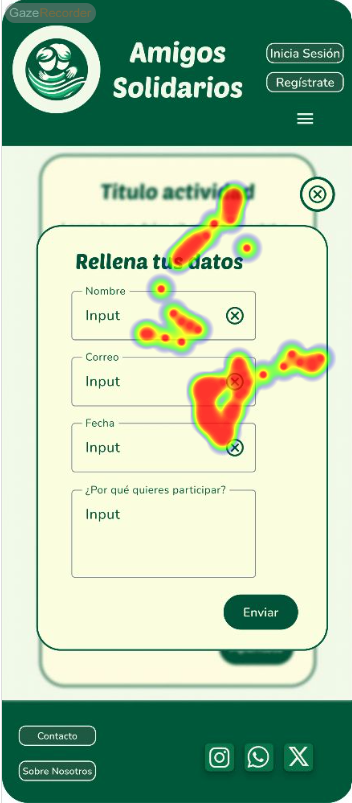 GazeRecorder
Amigos
Solidarios
Inicia Sesión
Regístrate
Titulo actividad
Rellena tus datos
Nombre
Input
Correo
Input
Fecha
Input
¿Por qué quieres participar?
Input
Enviar
Contacto
Sobre Nosotros